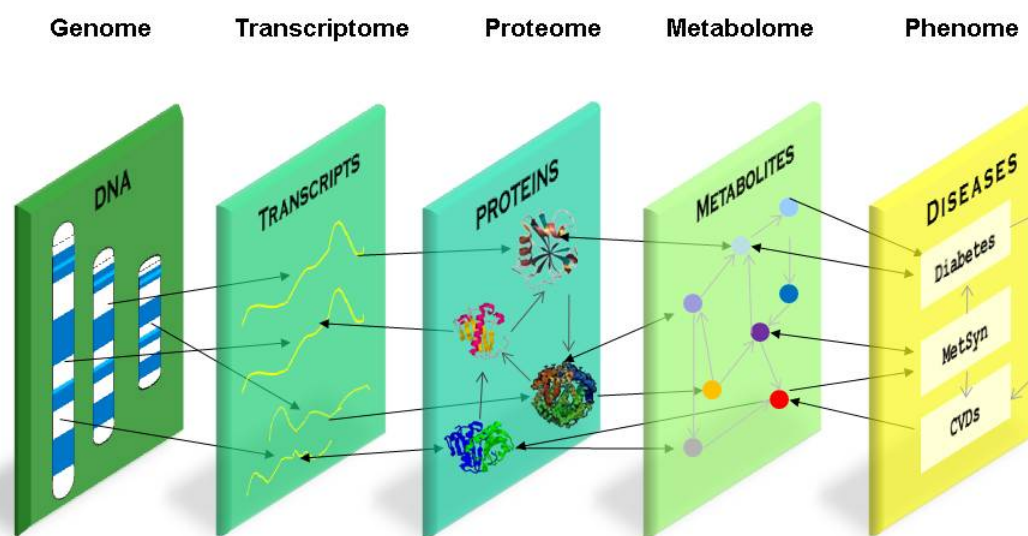 Genome Transcriptome Proteome Metabolome Phenome
DNA
TRANSCRIPTS
PROTEINS
METABOLITES
DISEASES
Diabetes
MetSyn
CVDs